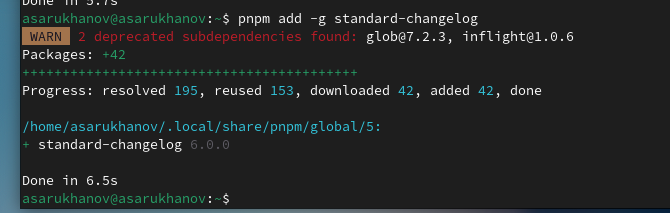 Done in 5.7s
asarukhanov@asarukhanov:~$ pnpm add -g standard-changelog
WARN 2 deprecated subdependencies found: glob@7.2.3, inflight@1.0.6
Packages: +42
++++++++++++++++++++++++++++++++++++++++++
Progress: resolved 195, reused 153, downloaded 42, added 42, done
/home/asarukhanov/.local/share/pnpm/global/5:
+ standard-changelog 6.0.0
Done in 6.5s
asarukhanov@asarukhanov:~$